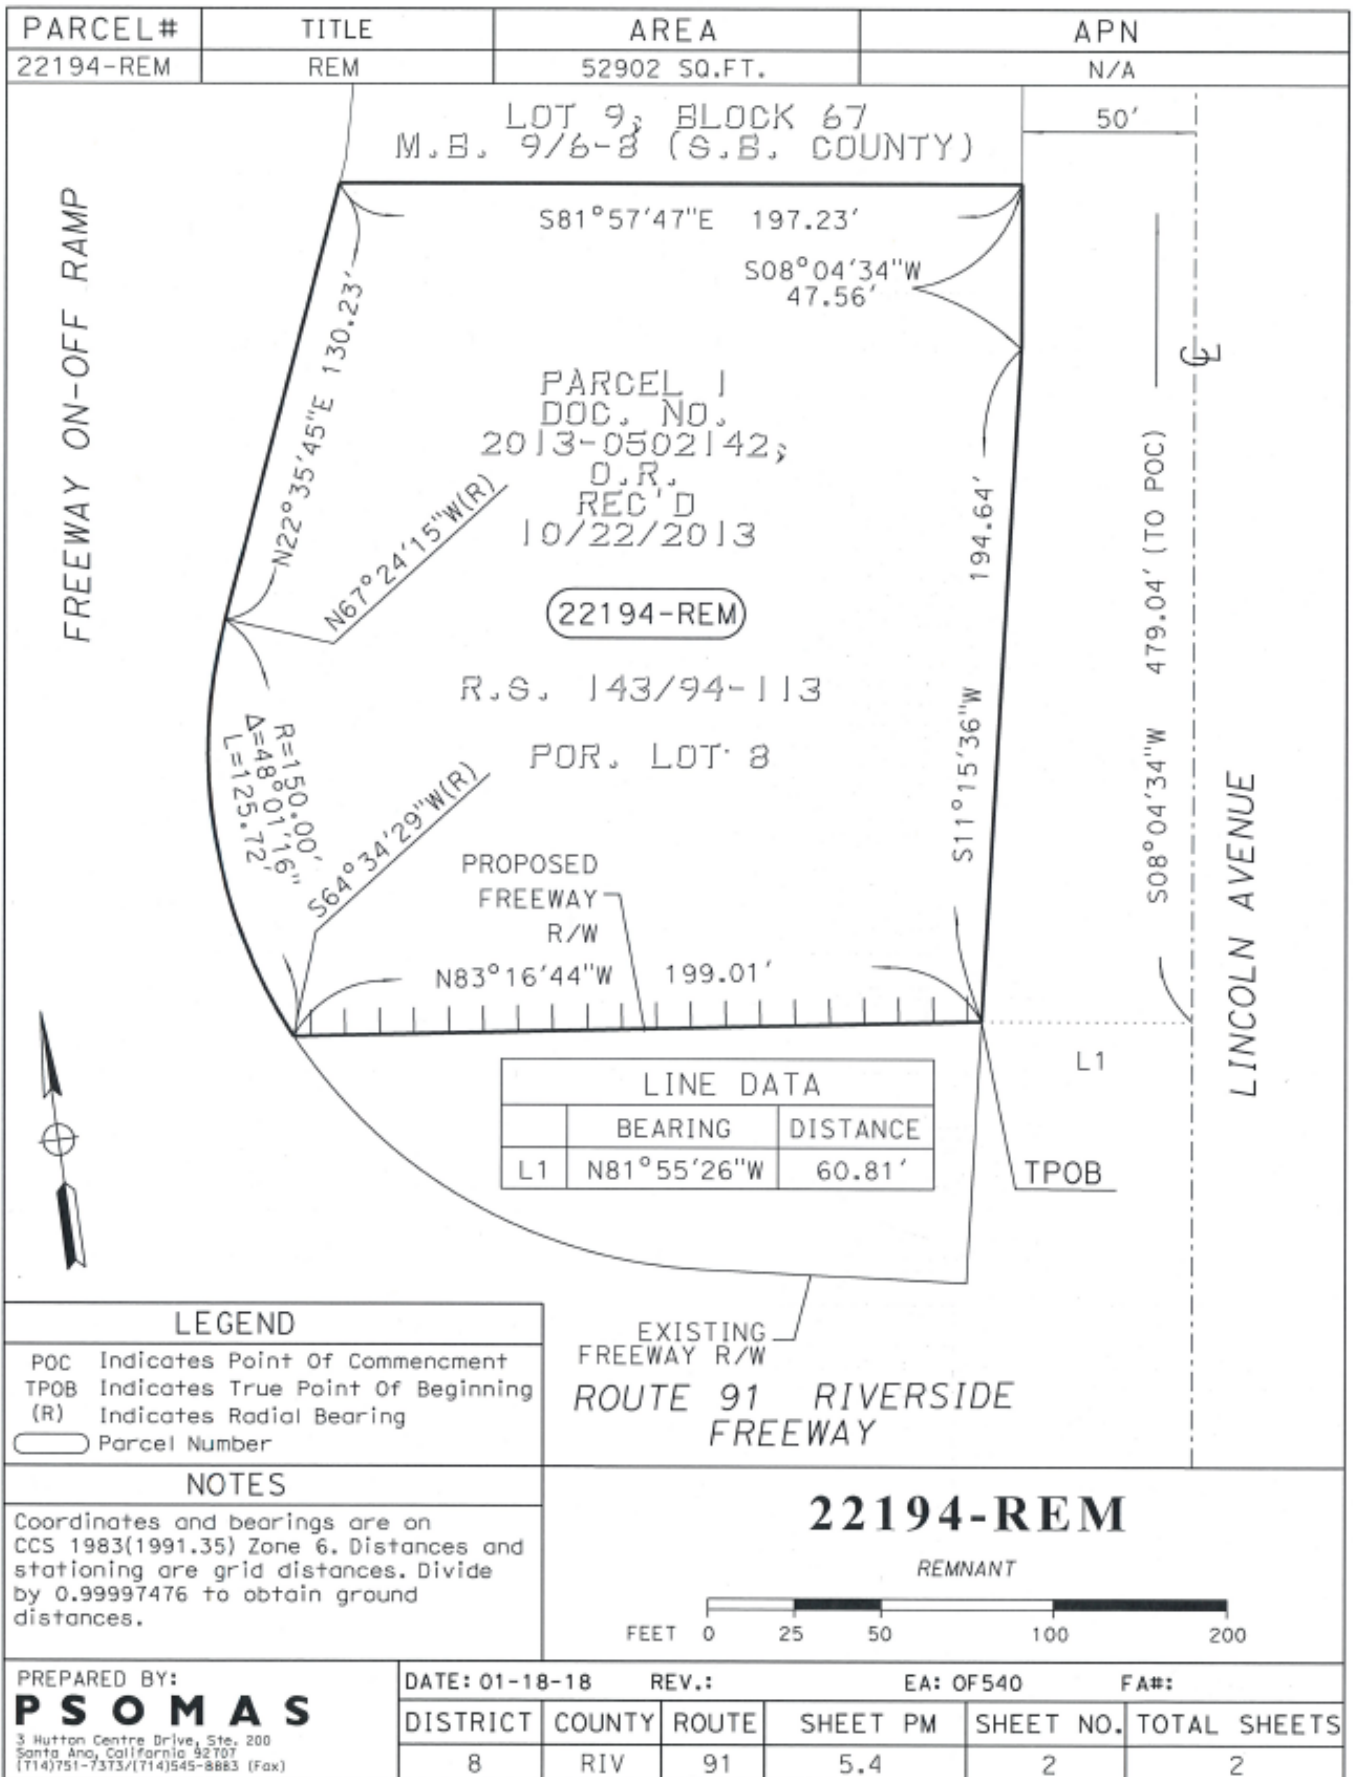 PARCEL# TITLE AREA APN
22194-REM REM 52902 SQ.FT. N/A
LOT 9, BLOCK 67
M.B. 9/6-8 (S.B. COUNTY)
50'
FREEWAY ON-OFF RAMP
S81°57'47"E 197.23'
S08°04'34"W
47.56'
N22°35'45"E 130.23'
PARCEL 1
DOC. NO.
2013-0502142,
O.R.
REC'D
10/22/2013
N67°24'15"W(R)
194.64'
S11°15'36"W
S08°04'34"W 479.04' (TO POC)
22194-REM
R.S. 143/94-113
POR. LOT 8
R=150.00'
Δ=48°01'16"
L=125.72'
S64°34'29"W(R)
LINCOLN AVENUE
PROPOSED
FREEWAY
R/W
N83°16'44"W 199.01'
L1
LINE DATA
BEARING DISTANCE
L1 N81°55'26"W 60.81'
TPOB
EXISTING
FREEWAY R/W
ROUTE 91 RIVERSIDE
FREEWAY
LEGEND
POC Indicates Point Of Commencment
TPOB Indicates True Point Of Beginning
(R) Indicates Radial Bearing
Parcel Number
NOTES
Coordinates and bearings are on
CCS 1983(1991.35) Zone 6. Distances and
stationing are grid distances. Divide
by 0.99997476 to obtain ground
distances.
22194-REM
REMNANT
FEET 0 25 50 100 200
PREPARED BY:
PSOMAS
3 Hutton Centre Drive, Ste. 200
Santa Ana, California 92707
(714)751-7373/(714)545-8883 (Fax)
DATE: 01-18-18 REV.: EA: 0F540 FA#:
DISTRICT COUNTY ROUTE SHEET PM SHEET NO. TOTAL SHEETS
8 RIV 91 5.4 2 2